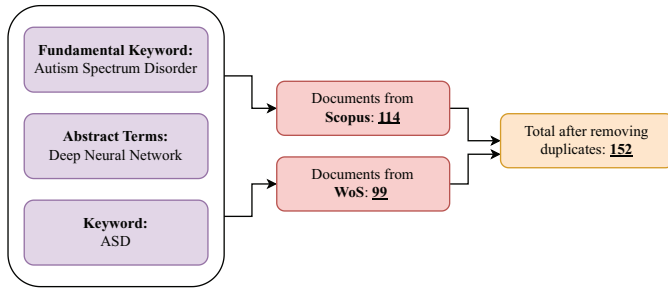 Fundamental Keyword:
Autism Spectrum Disorder
Abstract Terms:
Deep Neural Network
Keyword:
ASD
Documents from
Scopus: 114
Documents from
WoS: 99
Total after removing
duplicates: 152